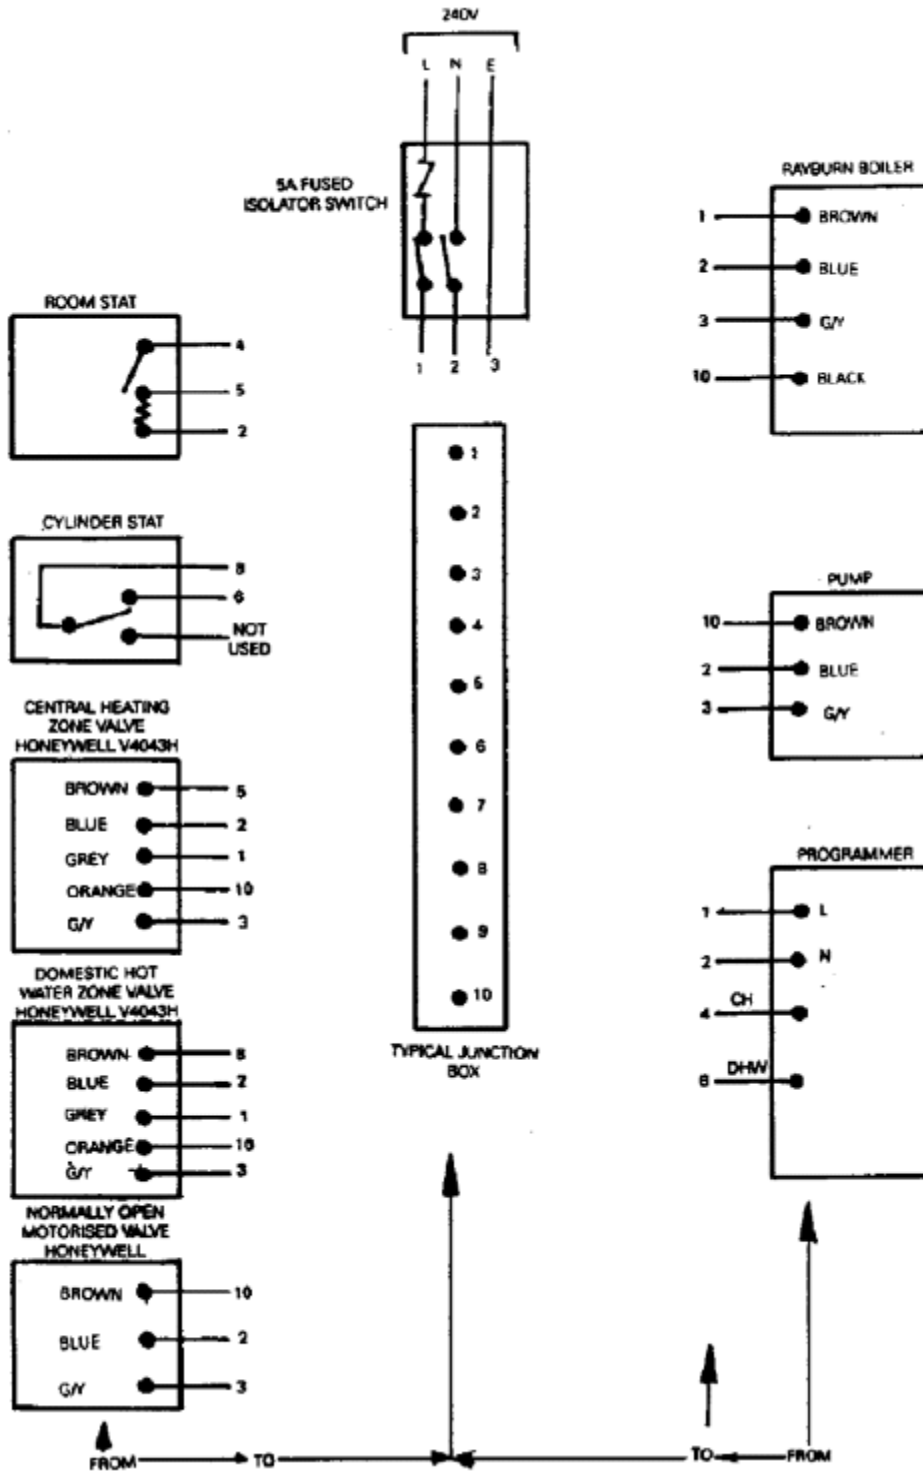 240V
L N E
5A FUSED
ISOLATOR SWITCH
1 2 3
RAYBURN BOILER
1 BROWN
2 BLUE
3 G/Y
10 BLACK
ROOM STAT
4
5
2
CYLINDER STAT
8
6
NOT
USED
CENTRAL HEATING
ZONE VALVE
HONEYWELL V4043H
BROWN 5
BLUE 2
GREY 1
ORANGE 10
G/Y 3
DOMESTIC HOT
WATER ZONE VALVE
HONEYWELL V4043H
BROWN 8
BLUE 2
GREY 1
ORANGE 10
G/Y 3
NORMALLY OPEN
MOTORISED VALVE
HONEYWELL
BROWN 10
BLUE 2
G/Y 3
1
2
3
4
5
6
7
8
9
10
TYPICAL JUNCTION
BOX
PUMP
10 BROWN
2 BLUE
3 G/Y
PROGRAMMER
1 L
2 N
4 CH
6 DHW
FROM TO TO FROM